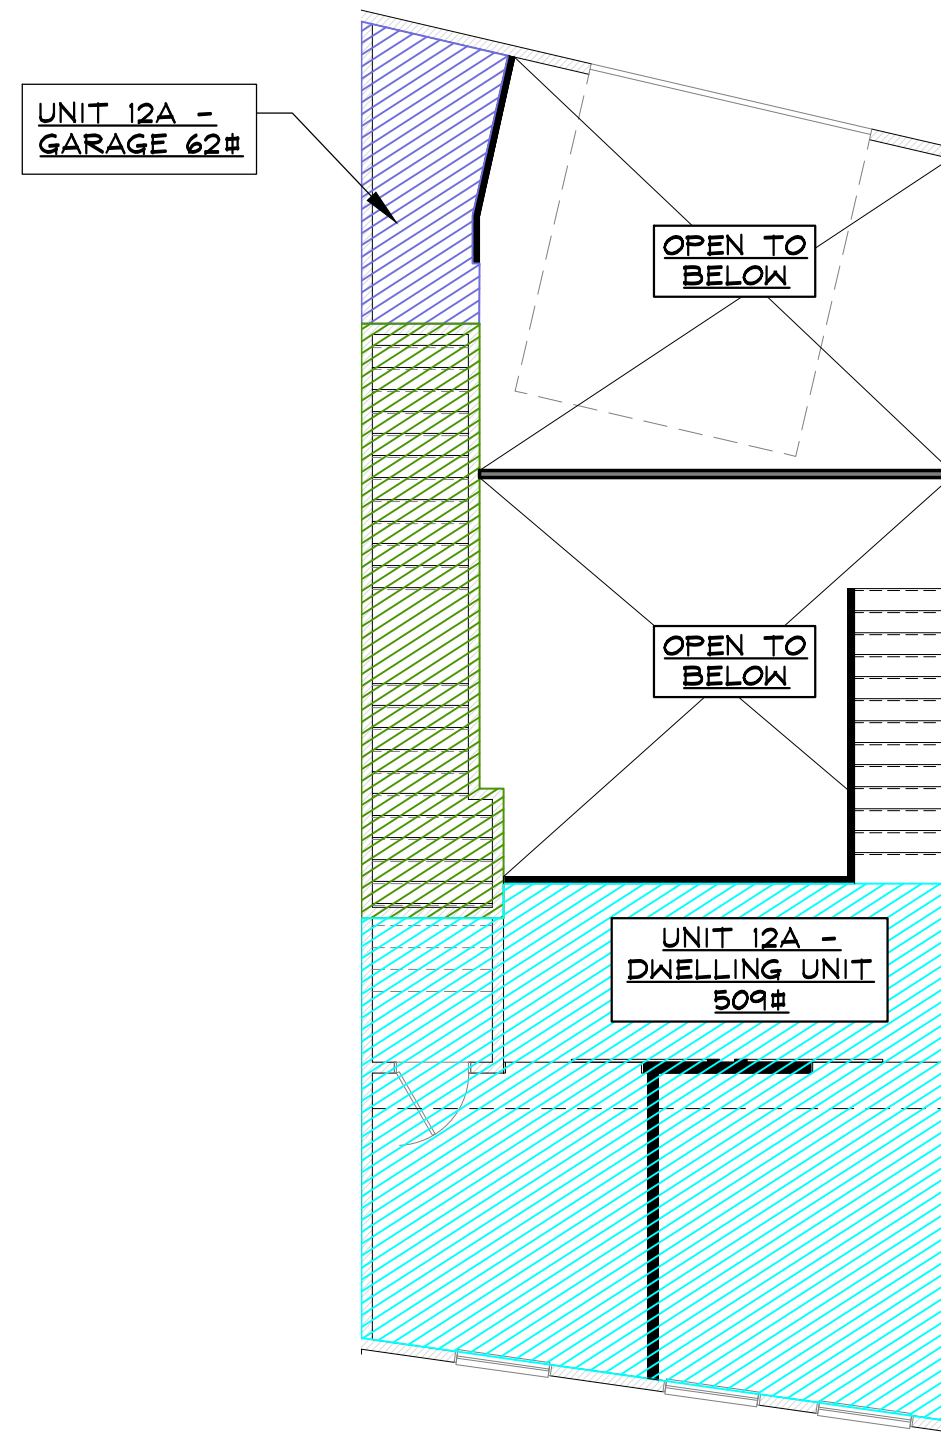 UNIT 12A -
GARAGE 62⌗
OPEN TO
BELOW
OPEN TO
BELOW
UNIT 12A -
DWELLING UNIT
509⌗